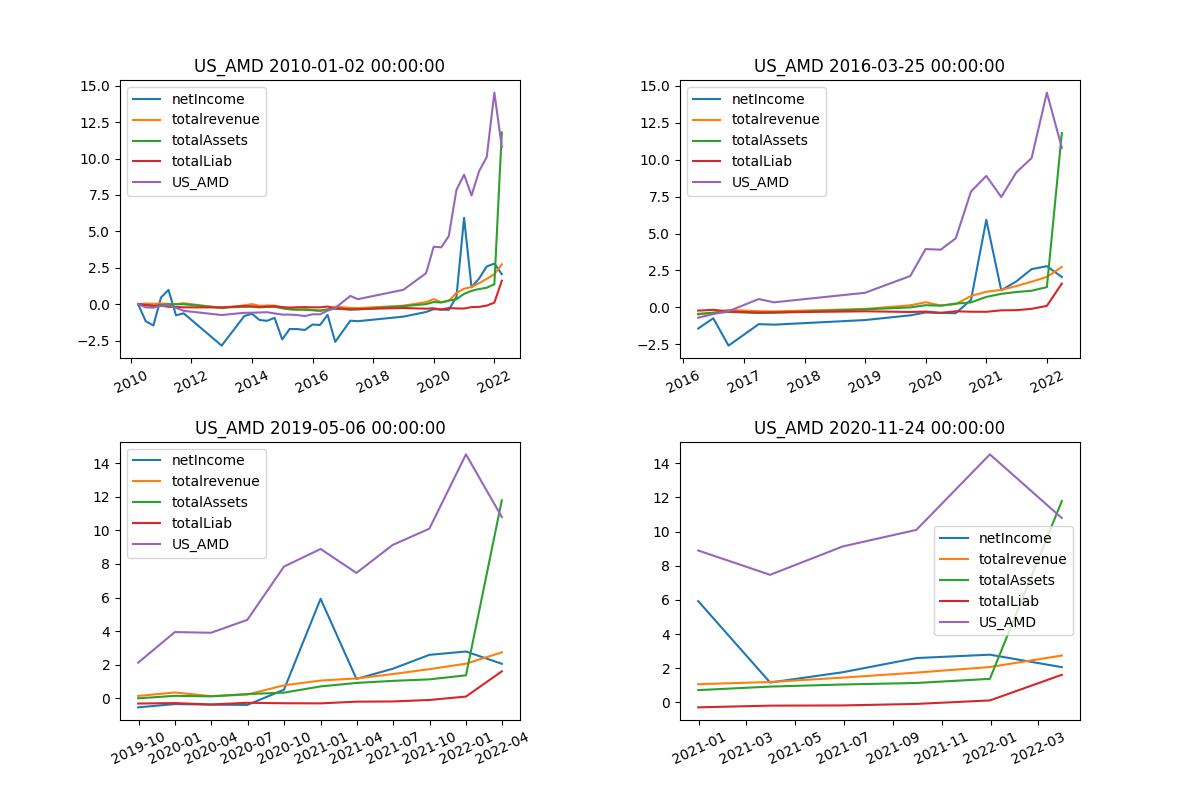 US_AMD 2010-01-02 00:00:00
15.0
12.5
10.0
7.5
5.0
2.5
0.0
−2.5
netIncome
totalrevenue
totalAssets
totalLiab
US_AMD
2010 2012 2014 2016 2018 2020 2022
US_AMD 2016-03-25 00:00:00
15.0
12.5
10.0
7.5
5.0
2.5
0.0
−2.5
netIncome
totalrevenue
totalAssets
totalLiab
US_AMD
2016 2017 2018 2019 2020 2021 2022
US_AMD 2019-05-06 00:00:00
14
12
10
8
6
4
2
0
netIncome
totalrevenue
totalAssets
totalLiab
US_AMD
2019-10 2020-01 2020-04 2020-07 2020-10 2021-01 2021-04 2021-07 2021-10 2022-01 2022-04
US_AMD 2020-11-24 00:00:00
14
12
10
8
6
4
2
0
netIncome
totalrevenue
totalAssets
totalLiab
US_AMD
2021-01 2021-03 2021-05 2021-07 2021-09 2021-11 2022-01 2022-03